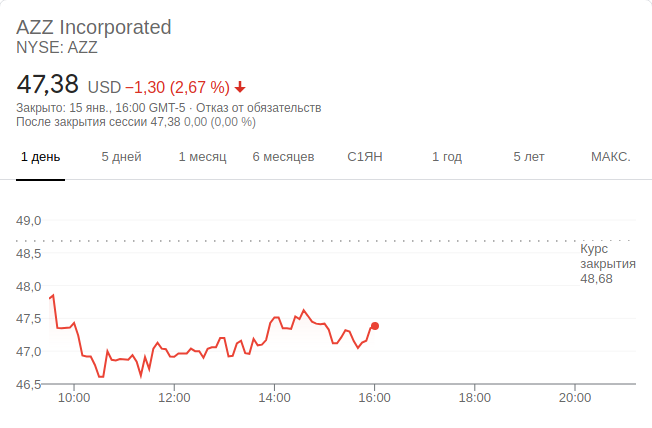 AZZ Incorporated
NYSE: AZZ
47,38 USD −1,30 (2,67 %)
Закрыто: 15 янв., 16:00 GMT-5 · Отказ от обязательств
После закрытия сессии 47,38 0,00 (0,00 %)
1 день 5 дней 1 месяц 6 месяцев С1ЯН 1 год 5 лет МАКС.
49,0
Курс
48,5
закрытия
48,68
48,0
47,5
47,0
46,5
10:00 12:00 14:00 16:00 18:00 20:00